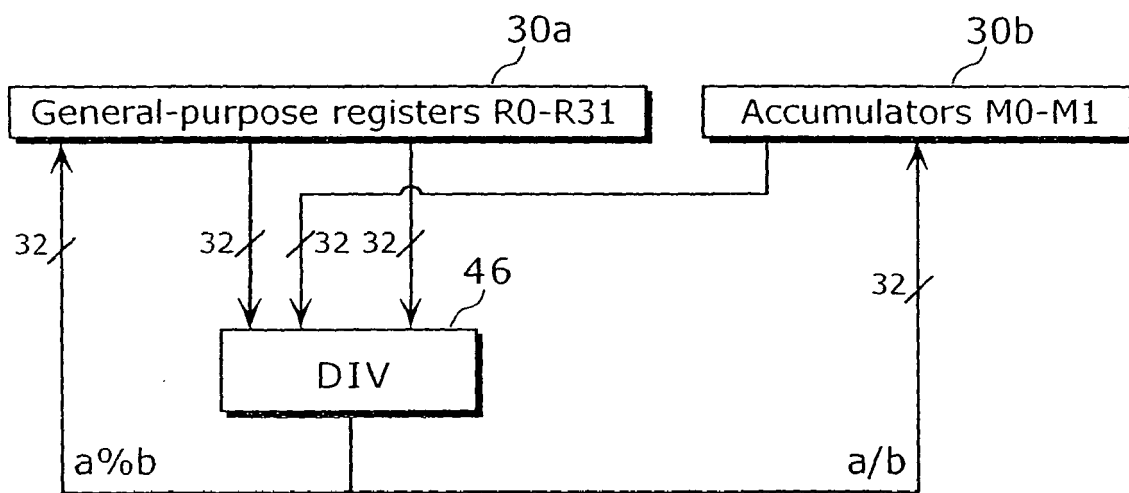 30a
30b
General-purpose registers R0-R31
Accumulators M0-M1
32
32
32
32
32
46
DIV
a%b
a/b